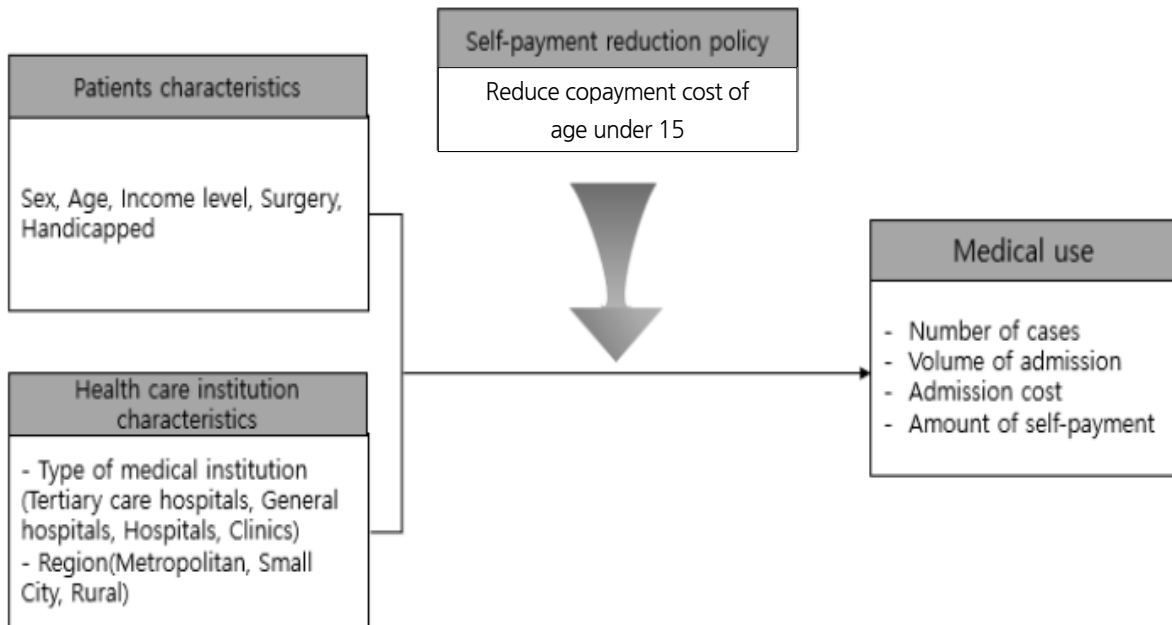 Self-payment reduction policy
Reduce copayment cost of
age under 15
Patients characteristics
Sex, Age, Income level, Surgery,
Handicapped
Health care institution
characteristics
- Type of medical institution
(Tertiary care hospitals, General
hospitals, Hospitals, Clinics)
- Region(Metropolitan, Small
City, Rural)
Medical use
- Number of cases
- Volume of admission
- Admission cost
- Amount of self-payment